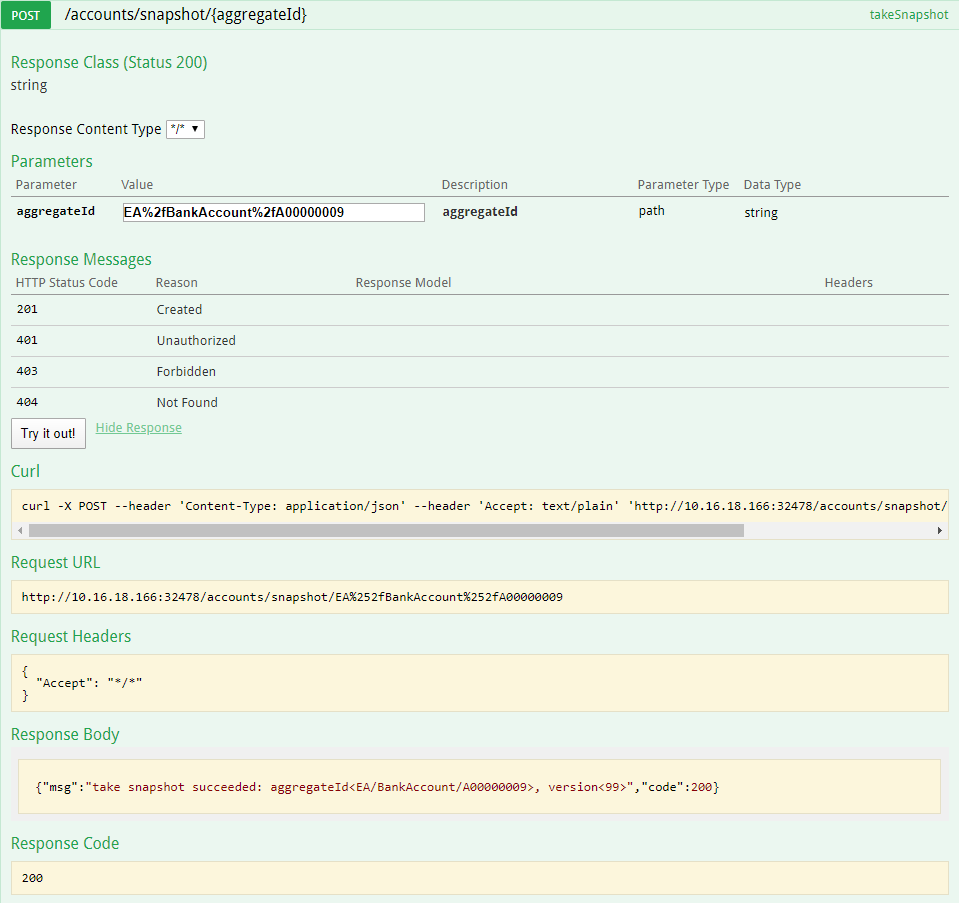 POST /accounts/snapshot/{aggregateId} takeSnapshot
Response Class (Status 200)
string
Response Content Type */* ▼
Parameters
Parameter Value Description Parameter Type Data Type
aggregateId EA%2fBankAccount%2fA00000009 aggregateId path string
Response Messages
HTTP Status Code Reason Response Model Headers
201 Created
401 Unauthorized
403 Forbidden
404 Not Found
Try it out! Hide Response
Curl
curl -X POST --header 'Content-Type: application/json' --header 'Accept: text/plain' 'http://10.16.18.166:32478/accounts/snapshot/
Request URL
http://10.16.18.166:32478/accounts/snapshot/EA%252fBankAccount%252fA00000009
Request Headers
{
"Accept": "*/*"
}
Response Body
{"msg":"take snapshot succeeded: aggregateId<EA/BankAccount/A00000009>, version<99>","code":200}
Response Code
200